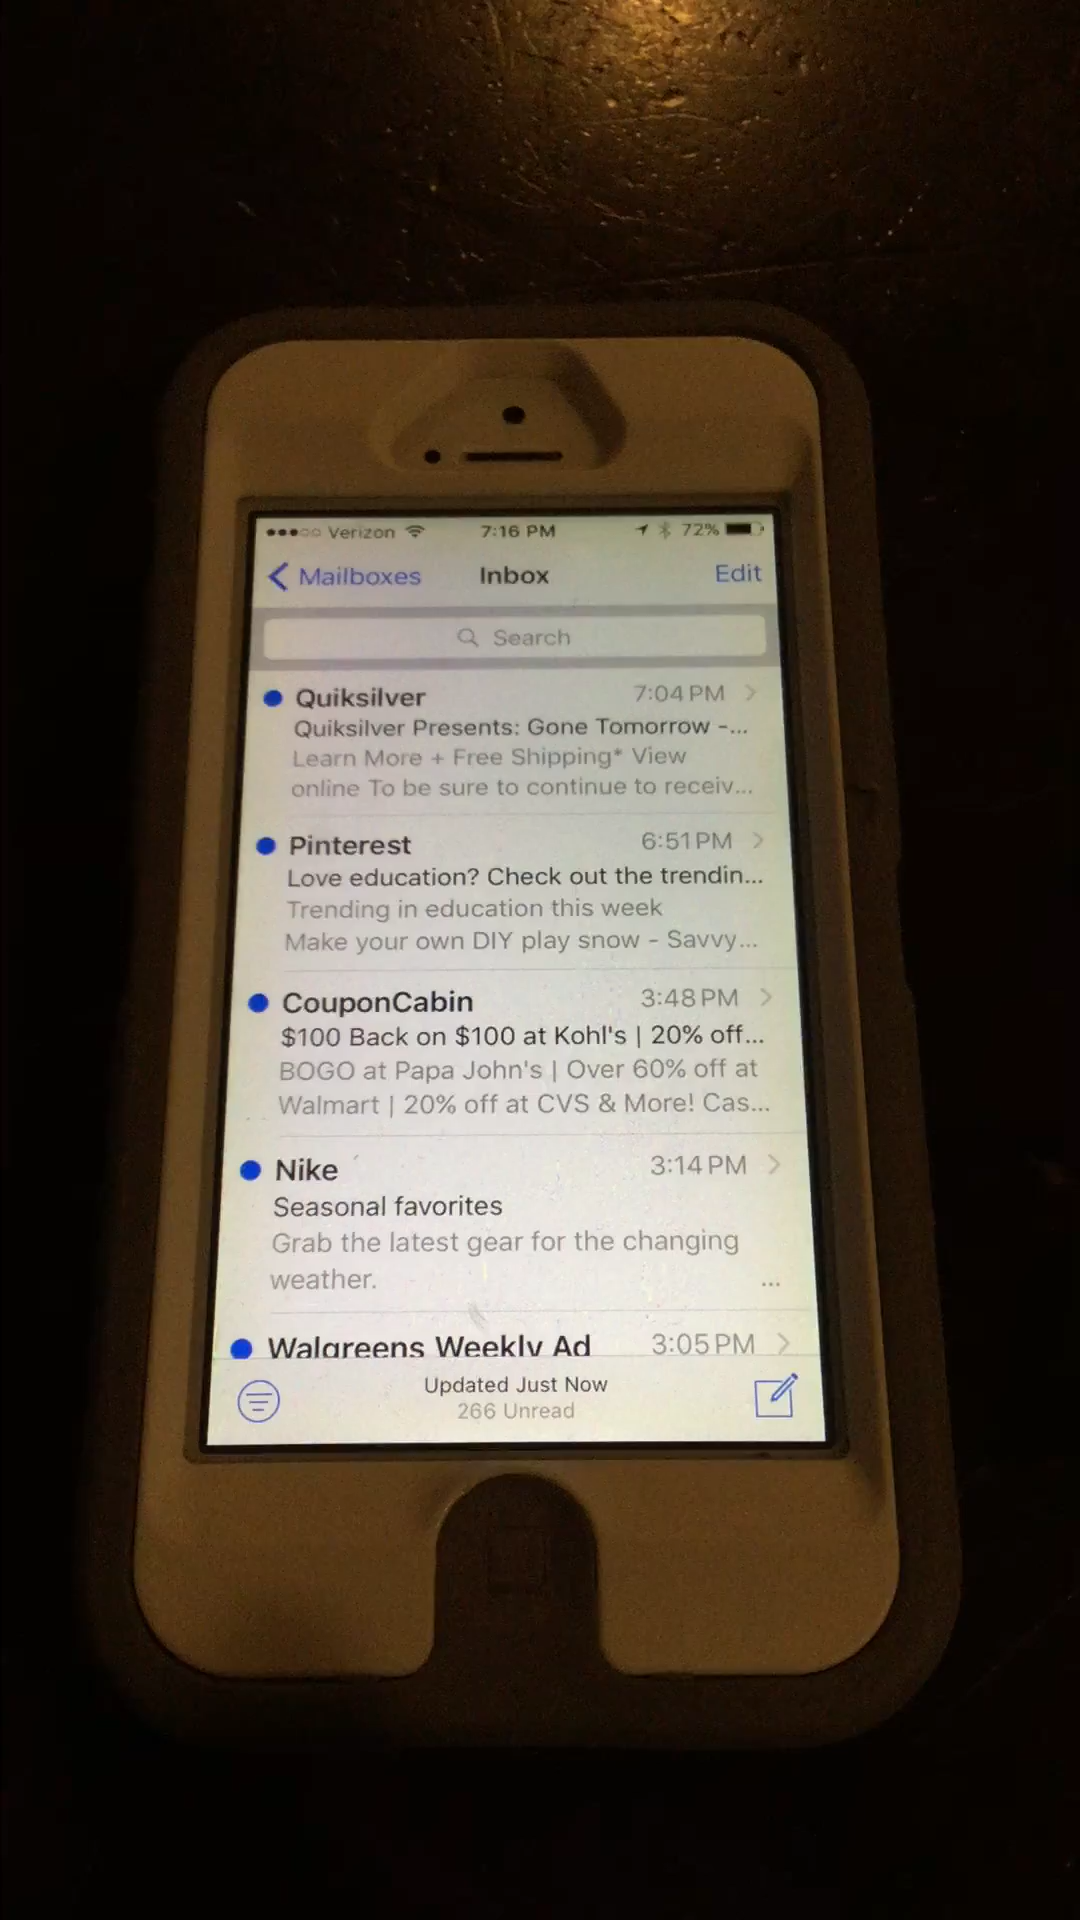 Verizon 7:16 PM 72%
Mailboxes Inbox Edit
Search
Quiksilver 7:04 PM
Quiksilver Presents: Gone Tomorrow -...
Learn More + Free Shipping* View
online To be sure to continue to receiv...
Pinterest 6:51 PM
Love education? Check out the trendin...
Trending in education this week
Make your own DIY play snow - Savvy...
CouponCabin 3:48 PM
$100 Back on $100 at Kohl's | 20% off...
BOGO at Papa John's | Over 60% off at
Walmart | 20% off at CVS & More! Cas...
Nike 3:14 PM
Seasonal favorites
Grab the latest gear for the changing
weather. ...
Walgreens Weekly Ad 3:05 PM
Updated Just Now
266 Unread